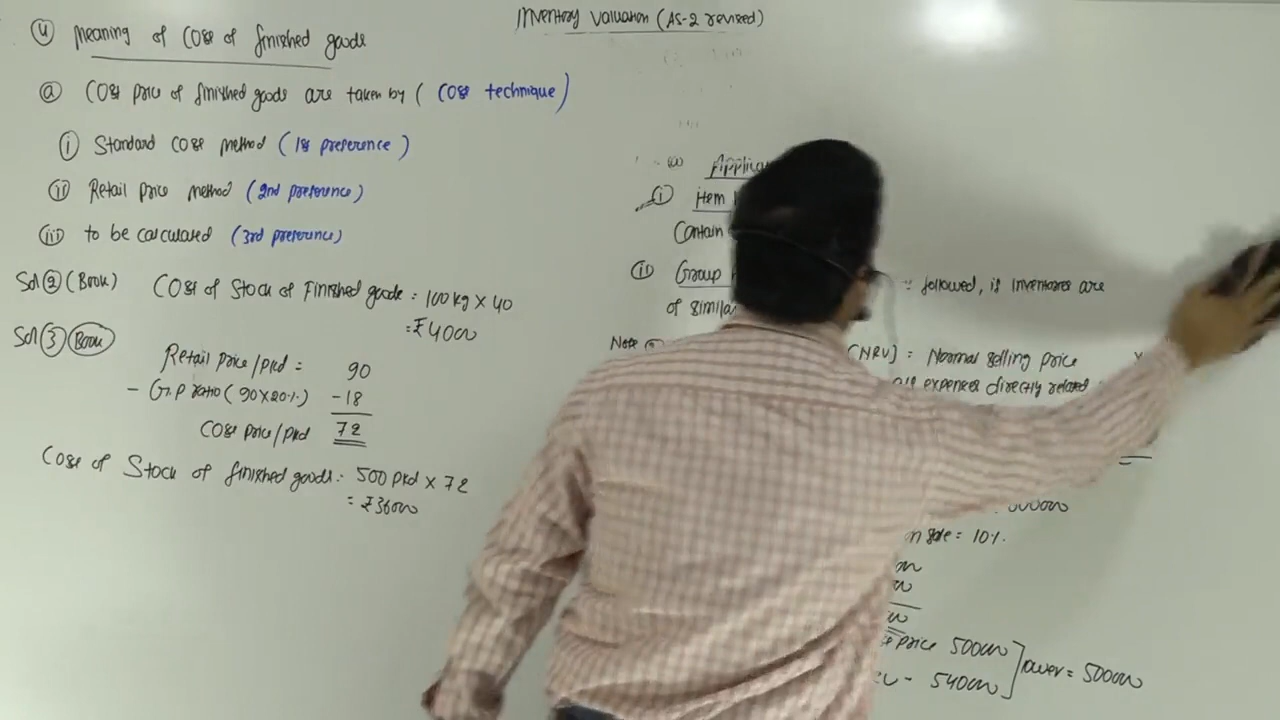 Inventory Valuation (AS-2 revised)
④ Meaning of cost of finished goods
ⓐ Cost price of finished goods are taken by ( cost technique )
ⓘ Standard cost method ( 1st preference )
ⓘⓘ Retail price method ( 2nd preference )
ⓘⓘⓘ to be calculated ( 3rd preference )
Sol ② (Book) Cost of Stock of Finished goods = 100 kg × 40
= ₹4000
Sol ③ Book
Retail price/pkd = 90
- G.P ratio ( 90×20%) -18
Cost price/pkd 72
Cost of Stock of finished goods = 500 pkd × 72
= ₹36000
ⓘ item
Contain
ⓘⓘ Group followed, is inventories are
of simila
Note (NRV] = Normal selling price ×
expences directly related
000000
n sale = 10%
price 50000
- 54000 lower = 50000